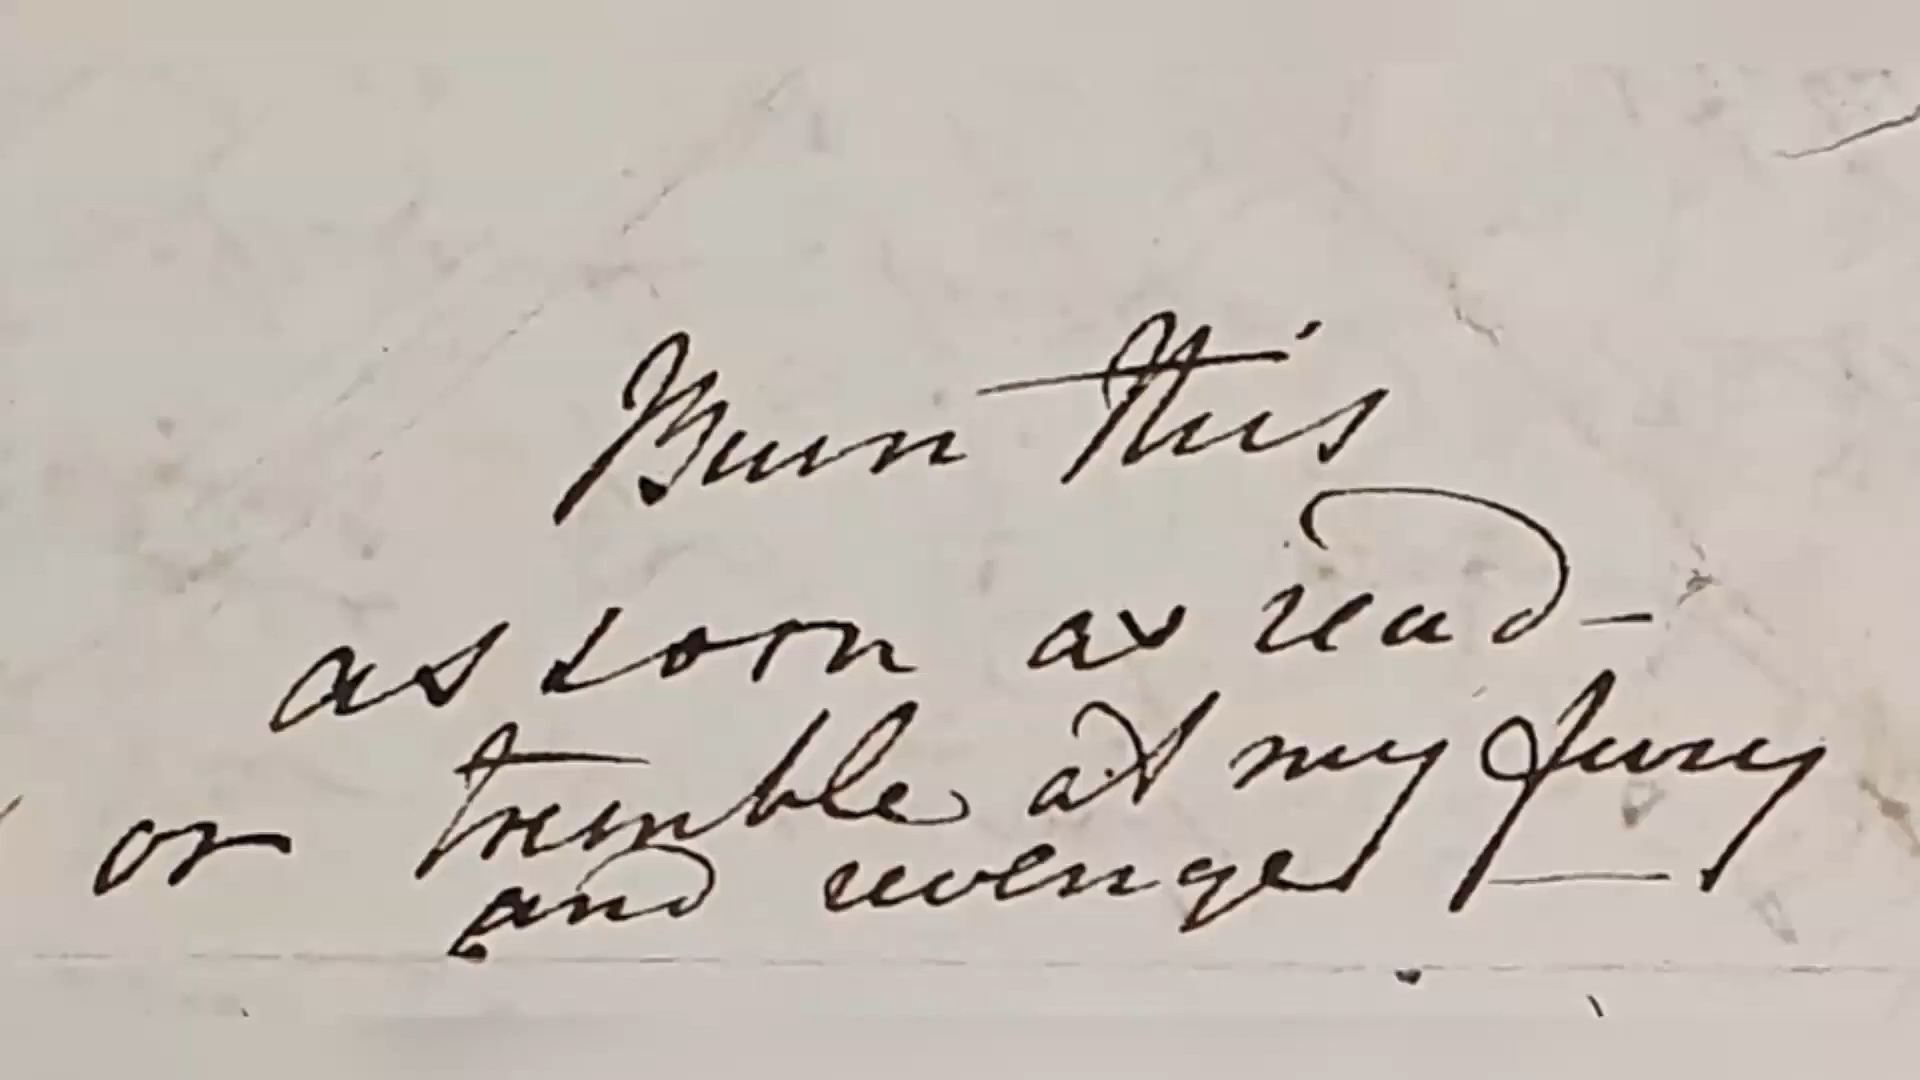 Burn this
as soon as read -
or tremble at my fury
and revenge —